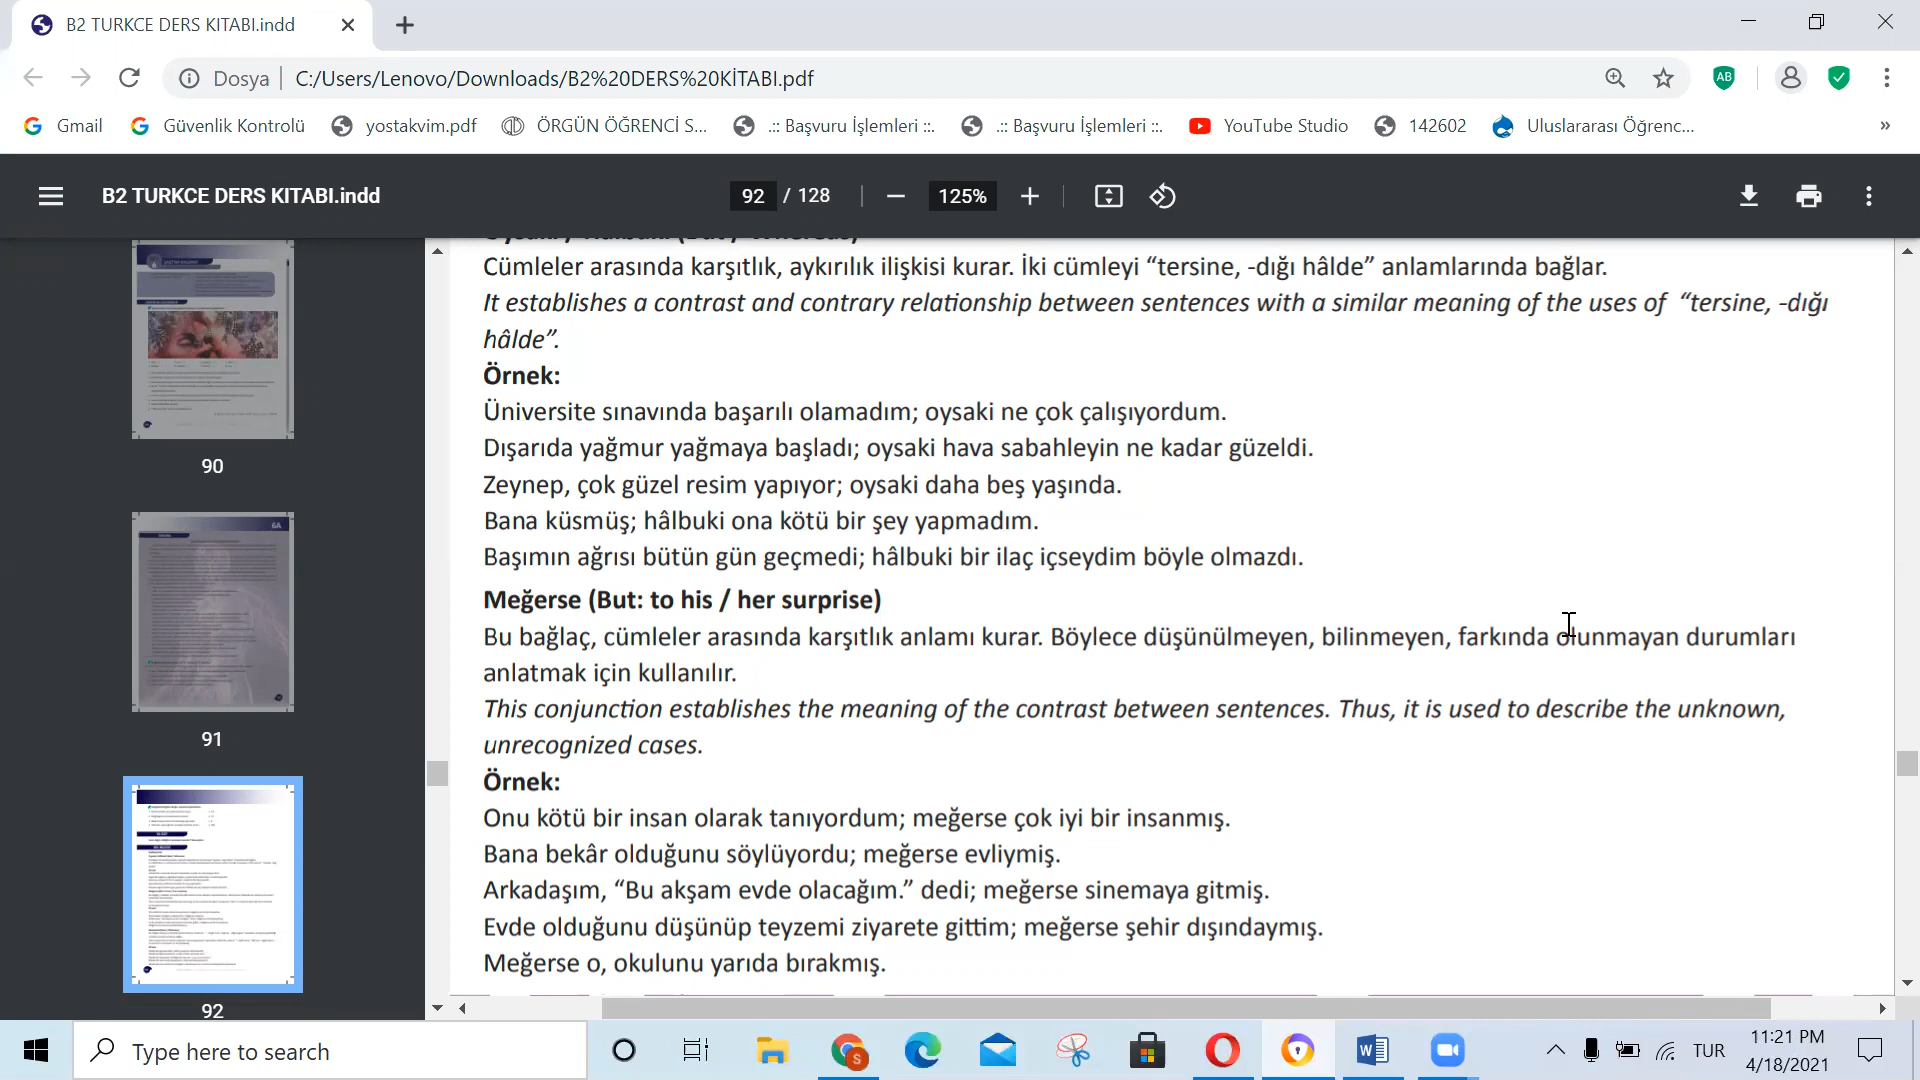 B2 TURKCE DERS KITABI.indd
Dosya C:/Users/Lenovo/Downloads/B2%20DERS%20KİTABI.pdf
Gmail Güvenlik Kontrolü yostakvim.pdf ÖRGÜN ÖĞRENCİ S... .:: Başvuru İşlemleri ::. .:: Başvuru İşlemleri ::. YouTube Studio 142602 Uluslararası Öğrenc... »
B2 TURKCE DERS KITABI.indd 92 / 128 125%
Cümleler arasında karşıtlık, aykırılık ilişkisi kurar. İki cümleyi “tersine, -dığı hâlde” anlamlarında bağlar.
It establishes a contrast and contrary relationship between sentences with a similar meaning of the uses of “tersine, -dığı
hâlde”.
Örnek:
Üniversite sınavında başarılı olamadım; oysaki ne çok çalışıyordum.
Dışarıda yağmur yağmaya başladı; oysaki hava sabahleyin ne kadar güzeldi.
Zeynep, çok güzel resim yapıyor; oysaki daha beş yaşında.
Bana küsmüş; hâlbuki ona kötü bir şey yapmadım.
Başımın ağrısı bütün gün geçmedi; hâlbuki bir ilaç içseydim böyle olmazdı.
Meğerse (But: to his / her surprise)
Bu bağlaç, cümleler arasında karşıtlık anlamı kurar. Böylece düşünülmeyen, bilinmeyen, farkında olunmayan durumları
anlatmak için kullanılır.
This conjunction establishes the meaning of the contrast between sentences. Thus, it is used to describe the unknown,
unrecognized cases.
Örnek:
Onu kötü bir insan olarak tanıyordum; meğerse çok iyi bir insanmış.
Bana bekâr olduğunu söylüyordu; meğerse evliymiş.
Arkadaşım, “Bu akşam evde olacağım.” dedi; meğerse sinemaya gitmiş.
Evde olduğunu düşünüp teyzemi ziyarete gittim; meğerse şehir dışındaymış.
Meğerse o, okulunu yarıda bırakmış.
6A
90
91
92
Type here to search
TUR
11:21 PM
4/18/2021